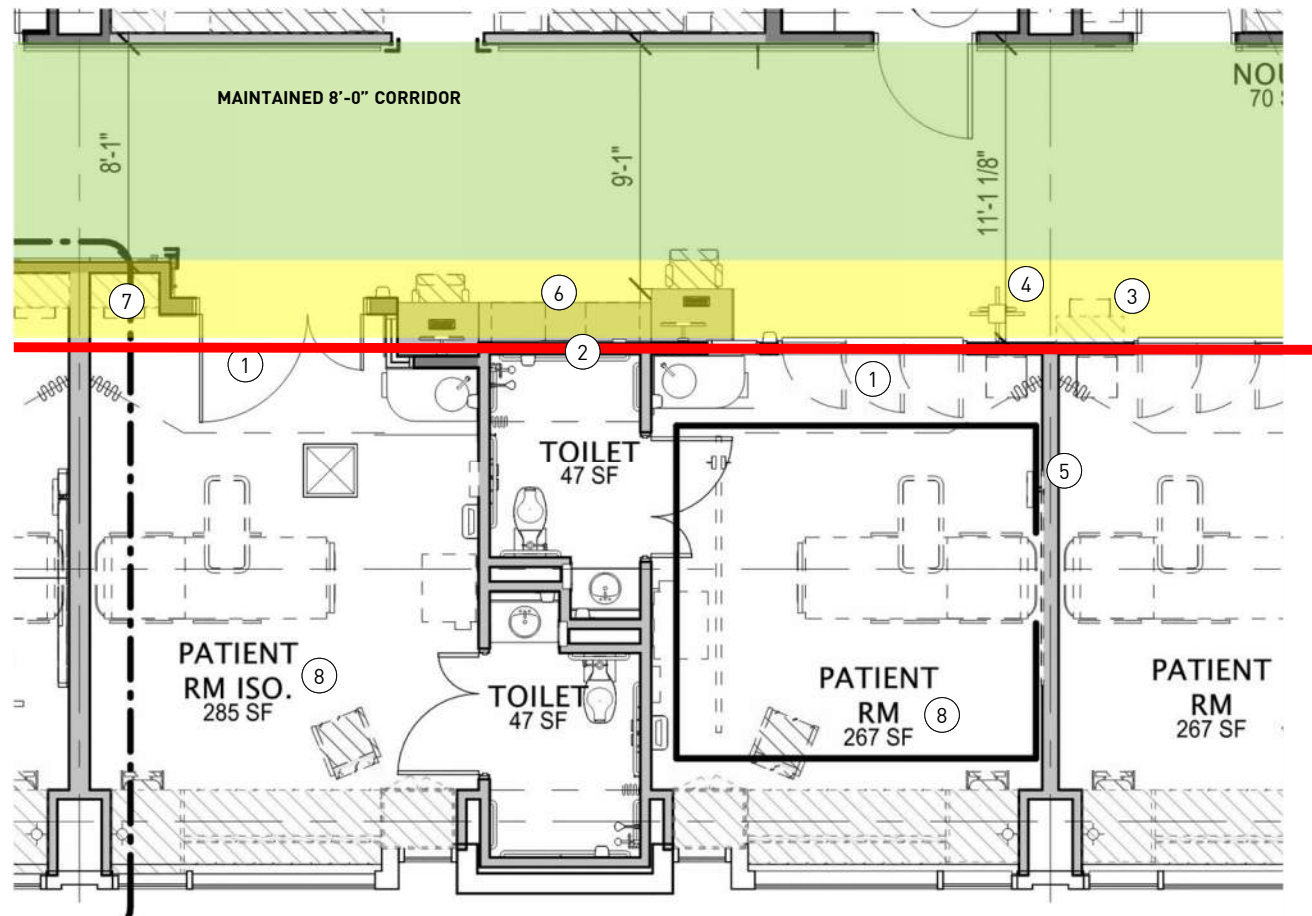 NOU
70 S
MAINTAINED 8’-0” CORRIDOR
8'-1"
9'-1"
11'-1 1/8"
4
3
6
7
2
1
1
TOILET
47 SF
5
PATIENT
RM ISO.
285 SF
8
TOILET
47 SF
PATIENT
RM
267 SF
8
PATIENT
RM
267 SF